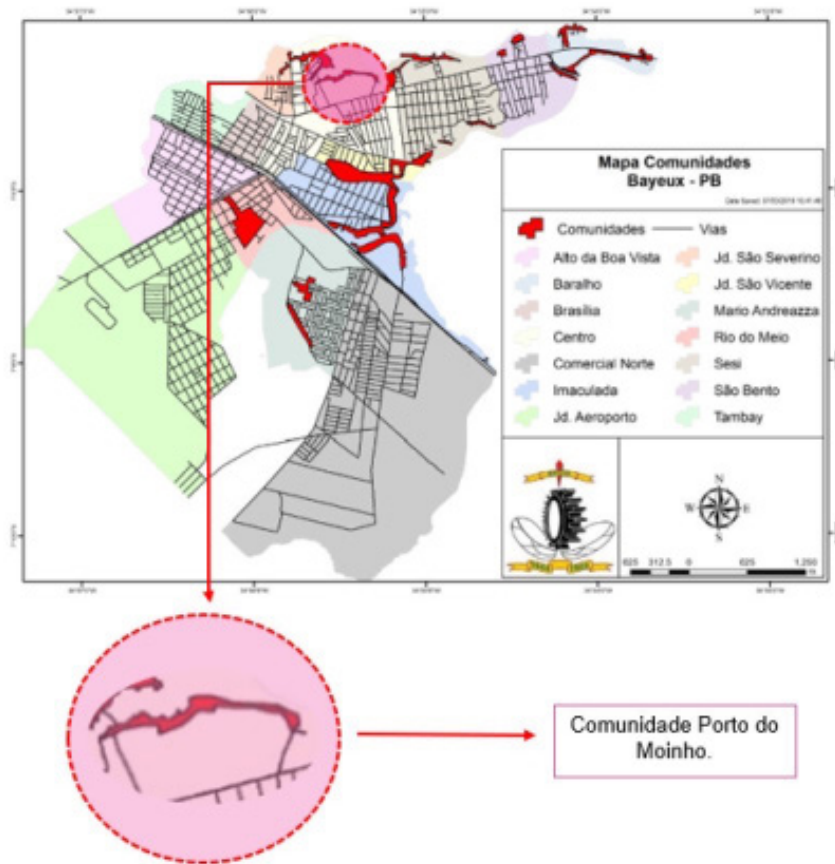 Mapa Comunidades
Bayeux - PB
Comunidades
Vias
Alto da Boa Vista
Jd. São Severino
Baralho
Jd. São Vicente
Brasília
Mario Andreazza
Centro
Rio do Meio
Comercial Norte
Sesi
Imaculada
São Bento
Jd. Aeroporto
Tambay
N
W
E
S
625 312.5 0 625 1,250
Comunidade Porto do
Moinho.